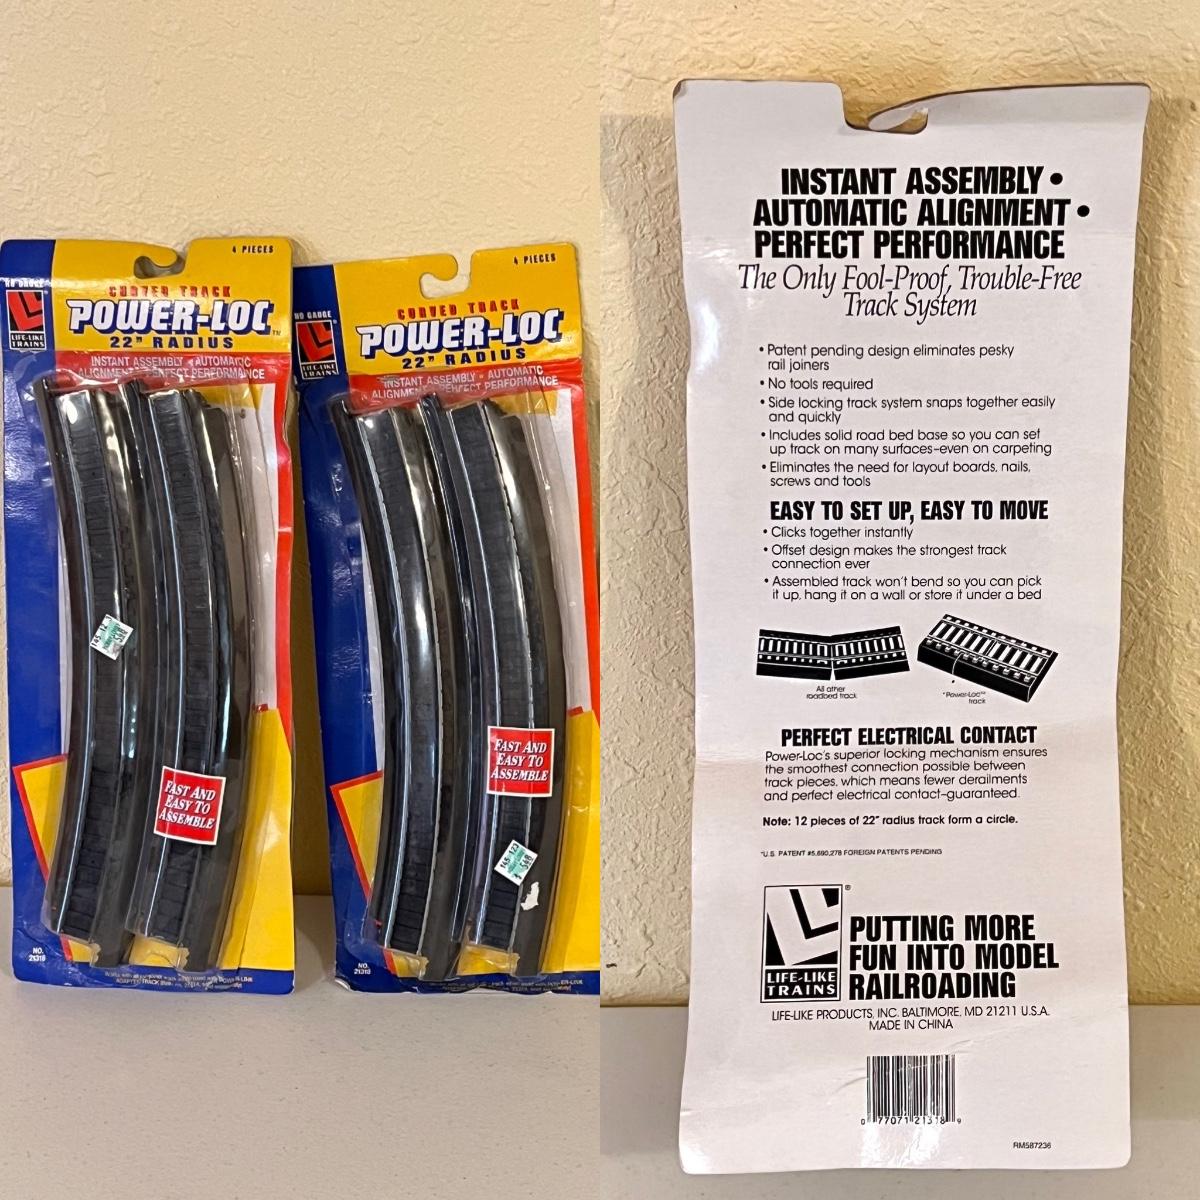 4 PIECES
HO GAUGE
CURVED TRACK
POWER-LOC™
22" RADIUS
LIFE-LIKE
TRAINS
INSTANT ASSEMBLY • AUTOMATIC
ALIGNMENT • PERFECT PERFORMANCE
145 12
FAST AND
EASY TO
ASSEMBLE
NO.
21318
4 PIECES
HO GAUGE
CURVED TRACK
POWER-LOC
22" RADIUS
LIFE-LIKE
TRAINS
INSTANT ASSEMBLY • AUTOMATIC
ALIGNMENT • PERFECT PERFORMANCE
FAST AND
EASY TO
ASSEMBLE
145 123
NO.
21318
INSTANT ASSEMBLY •
AUTOMATIC ALIGNMENT •
PERFECT PERFORMANCE
The Only Fool-Proof, Trouble-Free
Track System
• Patent pending design eliminates pesky
rail joiners
• No tools required
• Side locking track system snaps together easily
and quickly
• Includes solid road bed base so you can set
up track on many surfaces–even on carpeting
• Eliminates the need for layout boards, nails,
screws and tools
EASY TO SET UP, EASY TO MOVE
• Clicks together instantly
• Offset design makes the strongest track
connection ever
• Assembled track won't bend so you can pick
it up, hang it on a wall or store it under a bed
All other
roadbed track
*Power-Loc™
track
PERFECT ELECTRICAL CONTACT
Power-Loc's superior locking mechanism ensures
the smoothest connection possible between
track pieces, which means fewer derailments
and perfect electrical contact–guaranteed.
Note: 12 pieces of 22" radius track form a circle.
*U.S. PATENT #5,690,278 FOREIGN PATENTS PENDING
LIFE-LIKE
TRAINS
®
PUTTING MORE
FUN INTO MODEL
RAILROADING
LIFE-LIKE PRODUCTS, INC. BALTIMORE, MD 21211 U.S.A.
MADE IN CHINA
0 77071 21318 9
RM587236